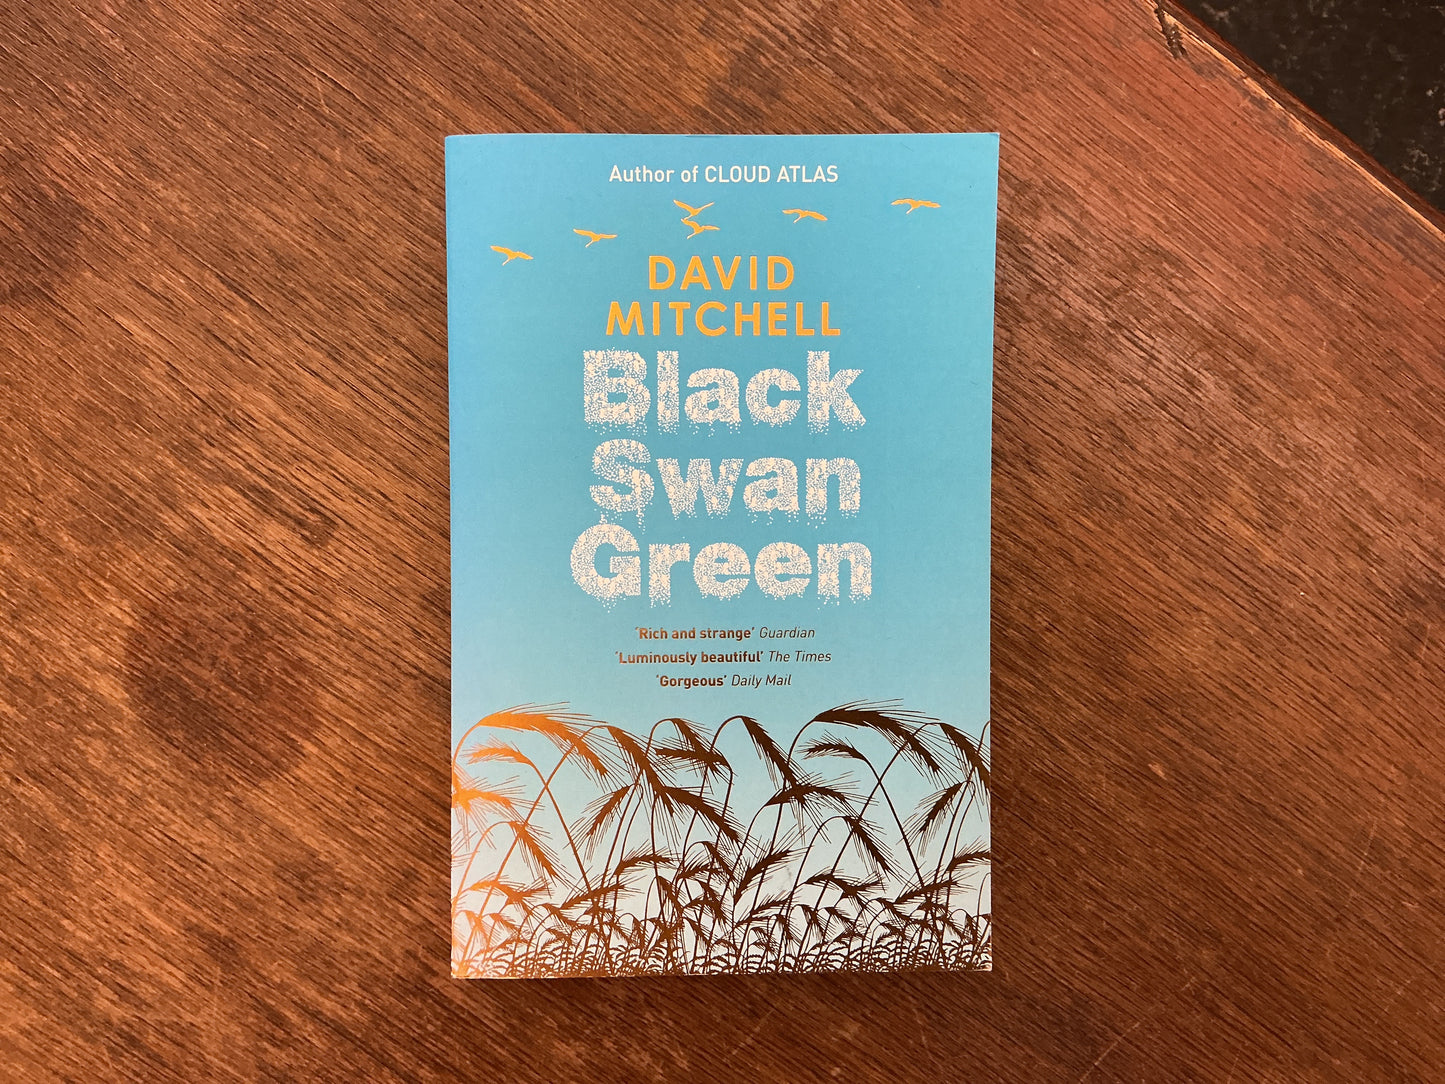 Author of CLOUD ATLAS
DAVID
MITCHELL
Black
Swan
Green
‘Rich and strange’ Guardian
‘Luminously beautiful’ The Times
‘Gorgeous’ Daily Mail